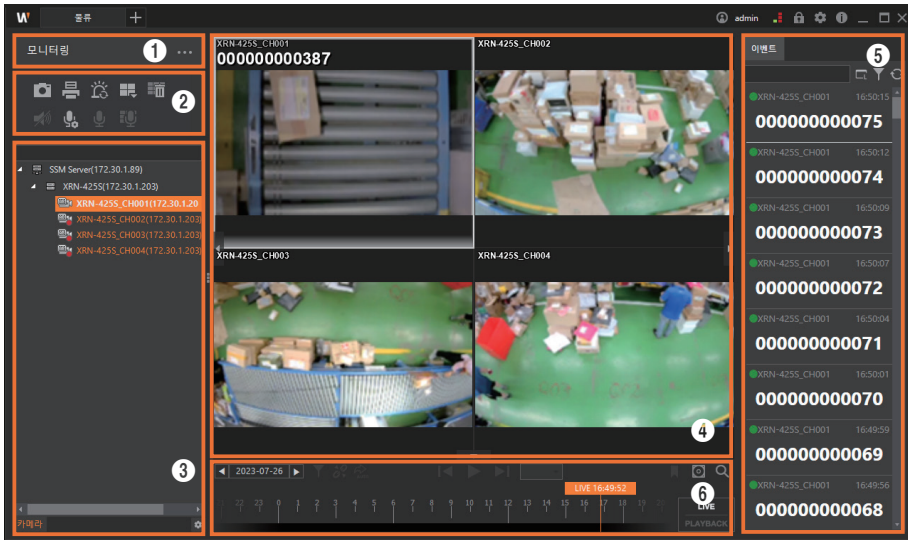 W 물류 + admin
모니터링 ... 1
2
SSM Server(172.30.1.89)
XRN-425S(172.30.1.203)
XRN-425S_CH001(172.30.1.20
XRN-425S_CH002(172.30.1.203)
XRN-425S_CH003(172.30.1.203)
XRN-425S_CH004(172.30.1.203)
3
카메라
XRN-425S_CH001
000000000387
XRN-425S_CH002
XRN-425S_CH003
XRN-425S_CH004
4
2023-07-26
LIVE 16:49:52
22 23 0 1 2 3 4 5 6 7 8 9 10 11 12 13 14 15 16 17 18 19 20
6
LIVE
PLAYBACK
이벤트
5
XRN-425S_CH001 16:50:15
000000000075
XRN-425S_CH001 16:50:12
000000000074
XRN-425S_CH001 16:50:09
000000000073
XRN-425S_CH001 16:50:07
000000000072
XRN-425S_CH001 16:50:04
000000000071
XRN-425S_CH001 16:50:01
000000000070
XRN-425S_CH001 16:49:59
000000000069
XRN-425S_CH001 16:49:56
000000000068